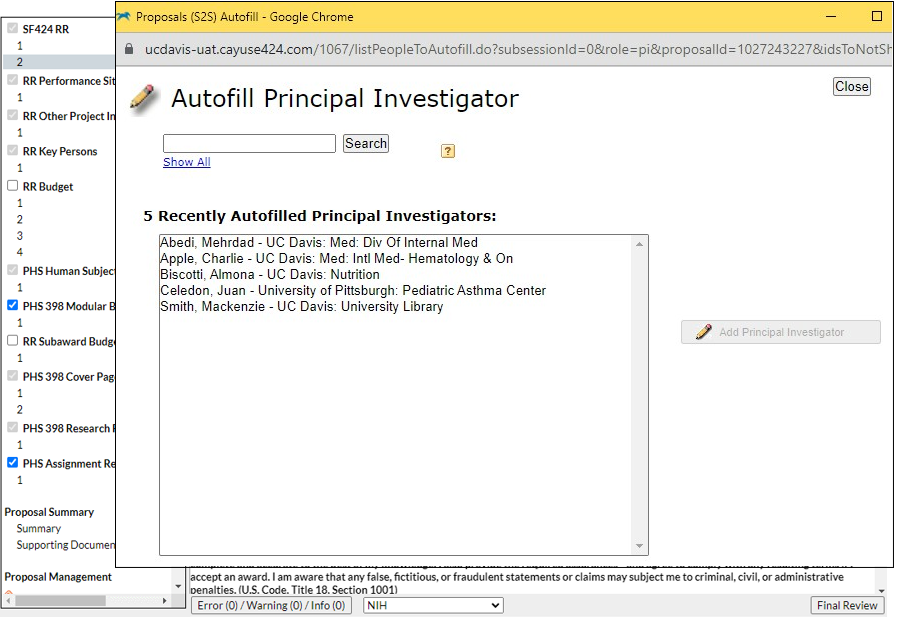 Proposals (S2S) Autofill - Google Chrome
ucdavis-uat.cayuse424.com/1067/listPeopleToAutofill.do?subsessionId=0&role=pi&proposalId=1027243227&idsToNotSh
Autofill Principal Investigator
Close
Search
?
Show All
5 Recently Autofilled Principal Investigators:
Abedi, Mehrdad - UC Davis: Med: Div Of Internal Med
Apple, Charlie - UC Davis: Med: Intl Med- Hematology & On
Biscotti, Almona - UC Davis: Nutrition
Celedon, Juan - University of Pittsburgh: Pediatric Asthma Center
Smith, Mackenzie - UC Davis: University Library
Add Principal Investigator
SF424 RR
1
2
RR Performance Sit
1
RR Other Project In
1
RR Key Persons
1
RR Budget
1
2
3
4
PHS Human Subjec
1
PHS 398 Modular B
1
RR Subaward Budg
1
PHS 398 Cover Pag
1
2
PHS 398 Research
1
PHS Assignment Re
1
Proposal Summary
Summary
Supporting Documen
Proposal Management
accept an award. I am aware that any false, fictitious, or fraudulent statements or claims may subject me to criminal, civil, or administrative
penalties. (U.S. Code. Title 18. Section 1001)
Error (0) / Warning (0) / Info (0)
NIH
Final Review